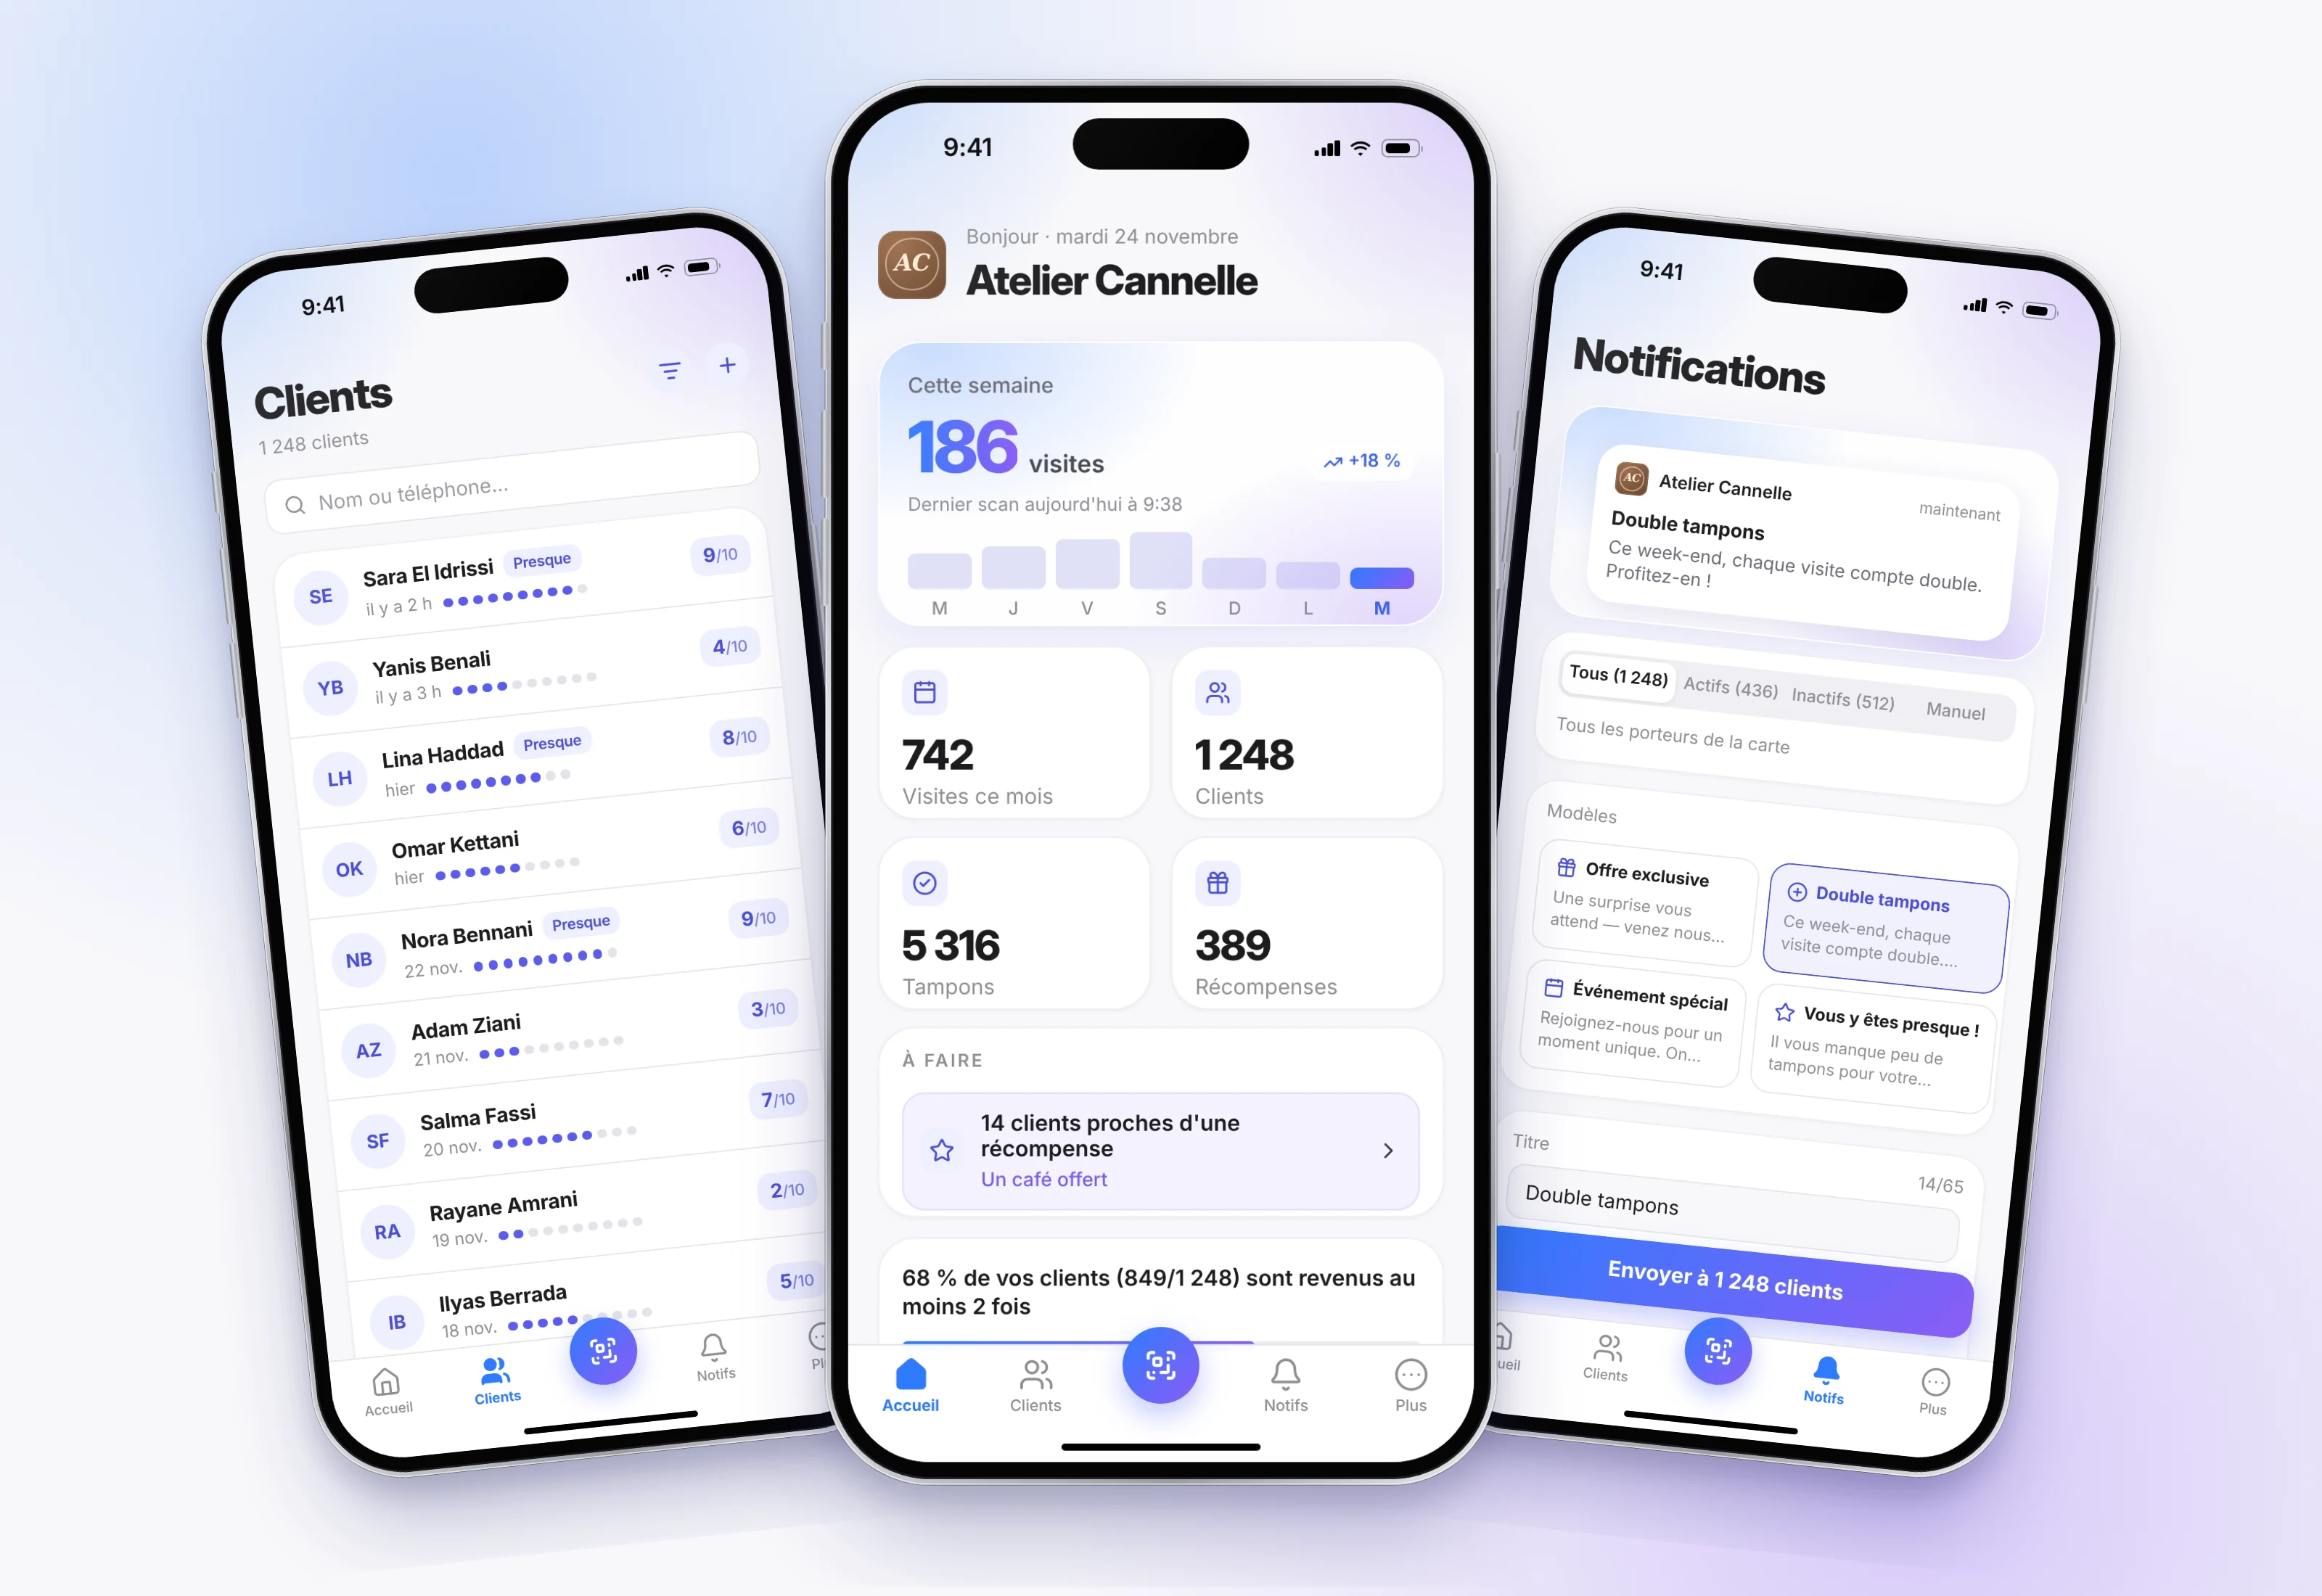 9:41
Clients
1 248 clients
Nom ou téléphone...
SE
Sara El Idrissi
Presque
il y a 2 h
9/10
YB
Yanis Benali
il y a 3 h
4/10
LH
Lina Haddad
Presque
hier
8/10
OK
Omar Kettani
hier
6/10
NB
Nora Bennani
Presque
22 nov.
9/10
AZ
Adam Ziani
21 nov.
3/10
SF
Salma Fassi
20 nov.
7/10
RA
Rayane Amrani
19 nov.
2/10
IB
Ilyas Berrada
18 nov.
5/10
Accueil
Clients
Notifs
9:41
AC
Bonjour · mardi 24 novembre
Atelier Cannelle
Cette semaine
186 visites
+18 %
Dernier scan aujourd'hui à 9:38
M J V S D L M
742
Visites ce mois
1 248
Clients
5 316
Tampons
389
Récompenses
À FAIRE
14 clients proches d'une
récompense
Un café offert
68 % de vos clients (849/1 248) sont revenus au
moins 2 fois
Accueil
Clients
Notifs
Plus
9:41
Notifications
AC
Atelier Cannelle
maintenant
Double tampons
Ce week-end, chaque visite compte double.
Profitez-en !
Tous (1 248)
Actifs (436)
Inactifs (512)
Manuel
Tous les porteurs de la carte
Modèles
Offre exclusive
Une surprise vous
attend — venez nous...
Double tampons
Ce week-end, chaque
visite compte double....
Événement spécial
Rejoignez-nous pour un
moment unique. On...
Vous y êtes presque !
Il vous manque peu de
tampons pour votre...
Titre
14/65
Double tampons
Envoyer à 1 248 clients
Clients
Notifs
Plus